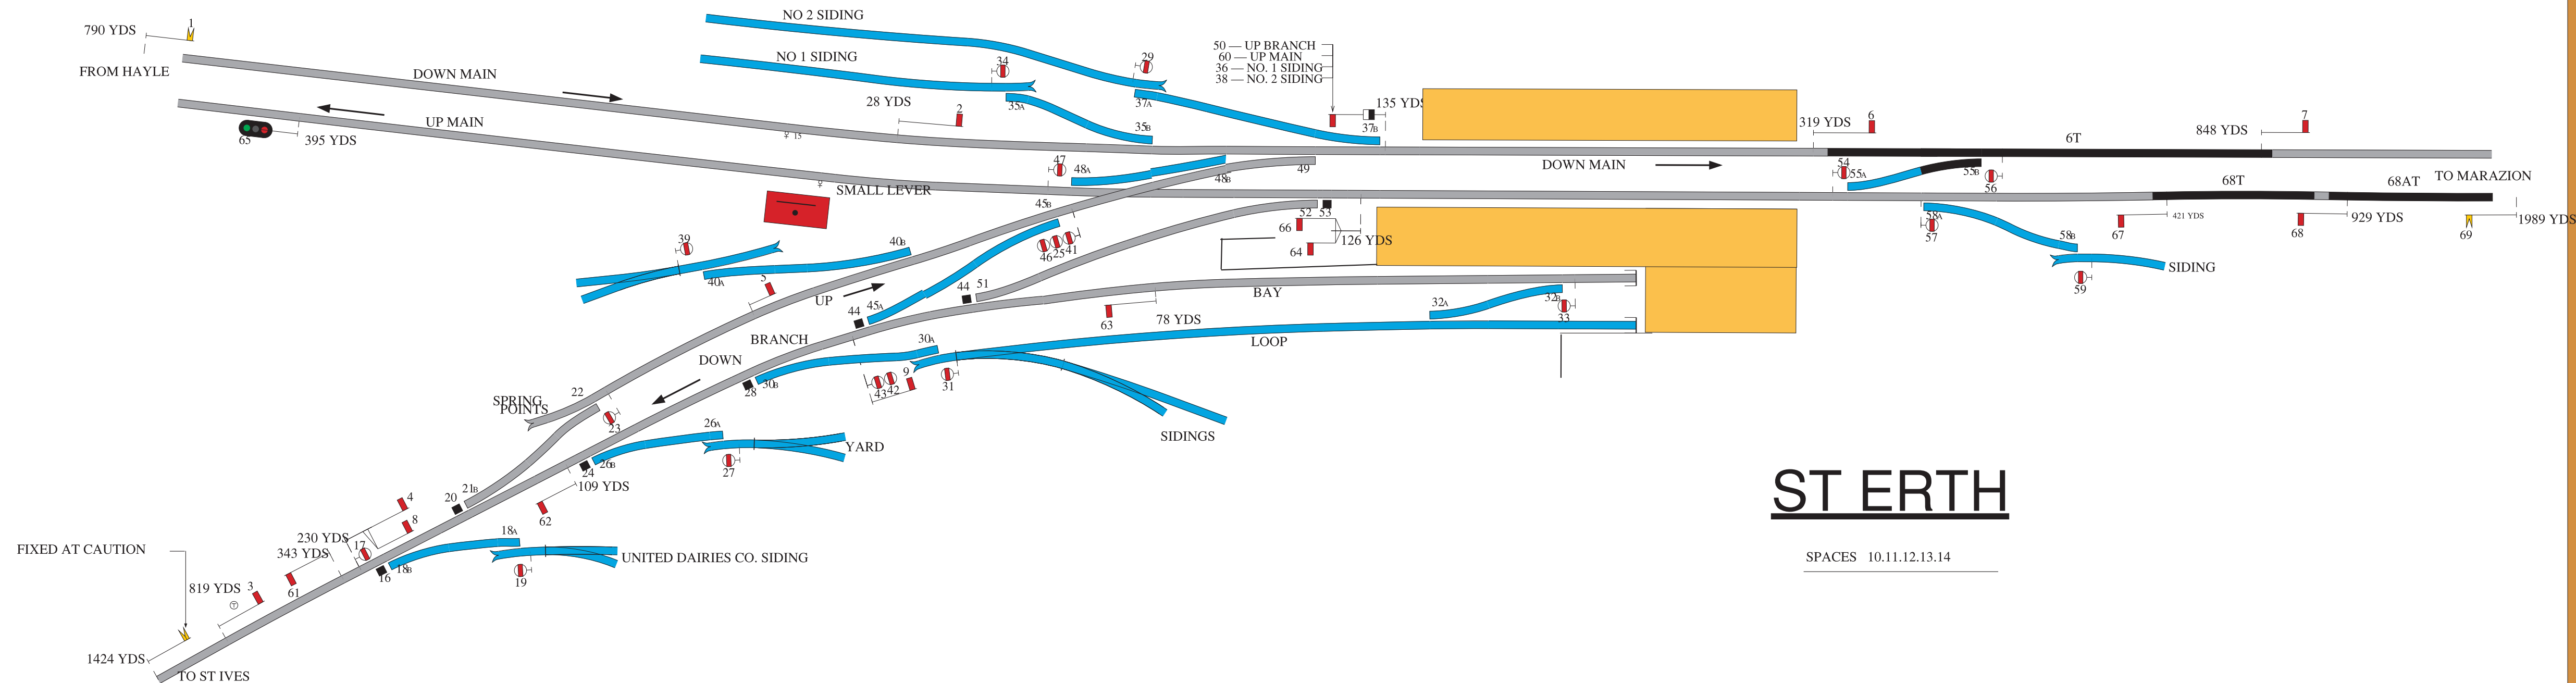 NO 2 SIDING
790 YDS
1
FROM HAYLE
DOWN MAIN
NO 1 SIDING
34
29
50 — UP BRANCH
60 — UP MAIN
36 — NO. 1 SIDING
38 — NO. 2 SIDING
135 YDS
37B
28 YDS
2
35A
37A
35B
UP MAIN
65
395 YDS
15
319 YDS
6
848 YDS
7
6T
DOWN MAIN
47
48A
48B
49
54
55A
55B
56
TO MARAZION
68T
68AT
SMALL LEVER
45B
52
53
66
64
126 YDS
58A
57
67
421 YDS
68
929 YDS
69
1989 YDS
39
40A
40B
46
25
41
58B
SIDING
59
5
UP
44
45A
44
51
63
78 YDS
BAY
32A
32B
33
LOOP
BRANCH
DOWN
30A
28
30B
43
42
9
31
SIDINGS
SPRING
POINTS
22
23
26A
YARD
24
26B
27
109 YDS
62
20
21B
4
8
230 YDS
343 YDS
17
16
18B
18A
19
UNITED DAIRIES CO. SIDING
FIXED AT CAUTION
819 YDS
T
3
61
1424 YDS
TO ST IVES
ST ERTH
SPACES 10.11.12.13.14